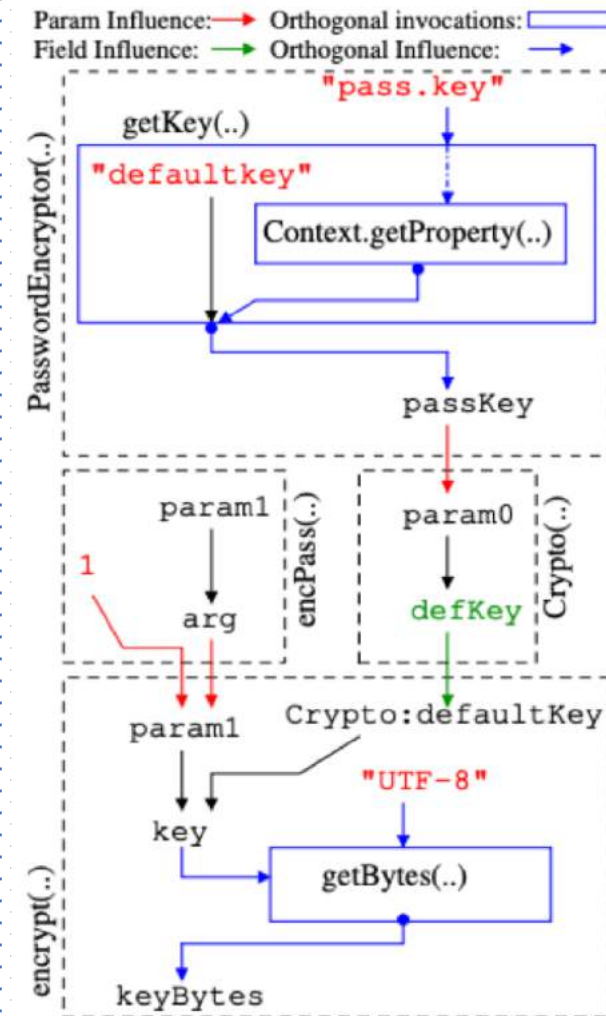 Param Influence: Orthogonal invocations:
Field Influence: Orthogonal Influence:
"pass.key"
getKey(..)
"defaultkey"
Context.getProperty(..)
PasswordEncryptor(..)
passKey
param1
param0
1
encPass(..)
Crypto(..)
arg
defKey
param1
Crypto:defaultKey
"UTF-8"
key
getBytes(..)
encrypt(..)
keyBytes